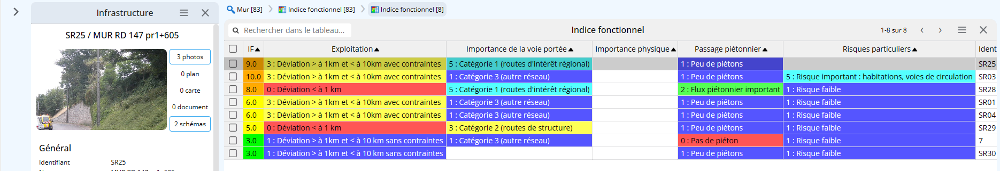 Infrastructure
SR25 / MUR RD 147 pr1+605
3 photos
0 plan
0 carte
0 document
2 schémas
Général
Identifiant SR25
Mur [83] Indice fonctionnel [83] Indice fonctionnel [8]
Rechercher dans le tableau... Indice fonctionnel 1-8 sur 8
IF Exploitation Importance de la voie portée Importance physique Passage piétonnier Risques particuliers Ident
9.0 3 : Déviation > à 1km et < à 10km avec contraintes 5 : Catégorie 1 (routes d'intérêt régional) 1 : Peu de piétons SR25
10.0 3 : Déviation > à 1km et < à 10km avec contraintes 1 : Catégorie 3 (autre réseau) 1 : Peu de piétons 5 : Risque important : habitations, voies de circulation SR03
8.0 0 : Déviation < à 1 km 5 : Catégorie 1 (routes d'intérêt régional) 2 : Flux piétonnier important 1 : Risque faible SR28
6.0 3 : Déviation > à 1km et < à 10km avec contraintes 1 : Catégorie 3 (autre réseau) 1 : Peu de piétons 1 : Risque faible SR01
6.0 3 : Déviation > à 1km et < à 10km avec contraintes 1 : Catégorie 3 (autre réseau) 1 : Peu de piétons 1 : Risque faible SR04
5.0 0 : Déviation < à 1 km 3 : Catégorie 2 (routes de structure) 1 : Peu de piétons 1 : Risque faible SR29
3.0 1 : Déviation > à 1km et < à 10 km sans contraintes 1 : Catégorie 3 (autre réseau) 0 : Pas de piéton 1 : Risque faible 7
3.0 1 : Déviation > à 1km et < à 10 km sans contraintes 1 : Peu de piétons 1 : Risque faible SR30